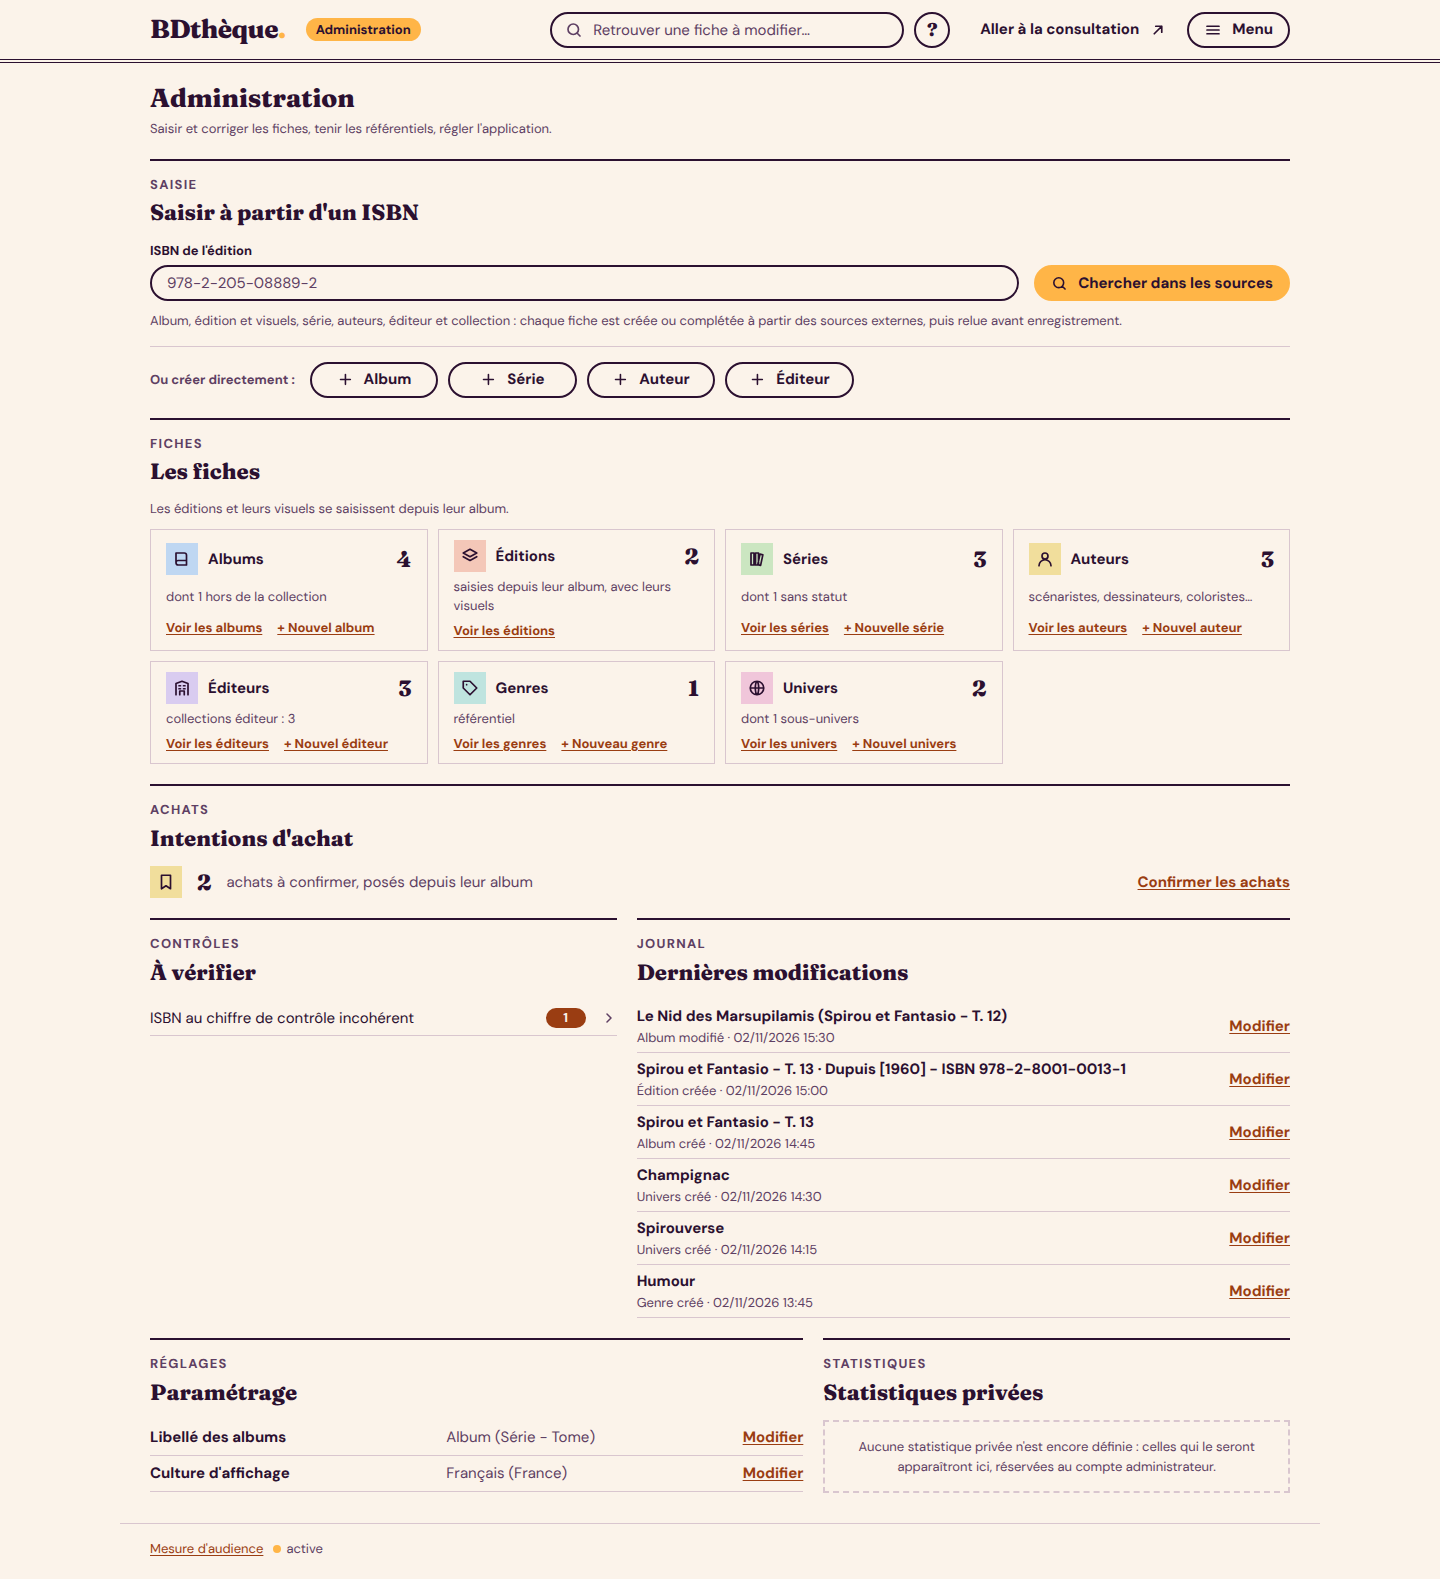 BDthèque.
Administration
Retrouver une fiche à modifier...
?
Aller à la consultation
Menu
Administration
Saisir et corriger les fiches, tenir les référentiels, régler l'application.
SAISIE
Saisir à partir d'un ISBN
ISBN de l'édition
978-2-205-08889-2
Chercher dans les sources
Album, édition et visuels, série, auteurs, éditeur et collection : chaque fiche est créée ou complétée à partir des sources externes, puis relue avant enregistrement.
Ou créer directement :
Album
Série
Auteur
Éditeur
FICHES
Les fiches
Les éditions et leurs visuels se saisissent depuis leur album.
Albums 4
dont 1 hors de la collection
Voir les albums + Nouvel album
Éditions 2
saisies depuis leur album, avec leurs
visuels
Voir les éditions
Séries 3
dont 1 sans statut
Voir les séries + Nouvelle série
Auteurs 3
scénaristes, dessinateurs, coloristes...
Voir les auteurs + Nouvel auteur
Éditeurs 3
collections éditeur : 3
Voir les éditeurs + Nouvel éditeur
Genres 1
référentiel
Voir les genres + Nouveau genre
Univers 2
dont 1 sous-univers
Voir les univers + Nouvel univers
ACHATS
Intentions d'achat
2 achats à confirmer, posés depuis leur album
Confirmer les achats
CONTRÔLES
À vérifier
ISBN au chiffre de contrôle incohérent 1
JOURNAL
Dernières modifications
Le Nid des Marsupilamis (Spirou et Fantasio - T. 12)
Album modifié · 02/11/2026 15:30
Modifier
Spirou et Fantasio - T. 13 · Dupuis [1960] - ISBN 978-2-8001-0013-1
Édition créée · 02/11/2026 15:00
Modifier
Spirou et Fantasio - T. 13
Album créé · 02/11/2026 14:45
Modifier
Champignac
Univers créé · 02/11/2026 14:30
Modifier
Spirouverse
Univers créé · 02/11/2026 14:15
Modifier
Humour
Genre créé · 02/11/2026 13:45
Modifier
RÉGLAGES
Paramétrage
Libellé des albums Album (Série - Tome) Modifier
Culture d'affichage Français (France) Modifier
STATISTIQUES
Statistiques privées
Aucune statistique privée n'est encore définie : celles qui le seront
apparaîtront ici, réservées au compte administrateur.
Mesure d'audience active